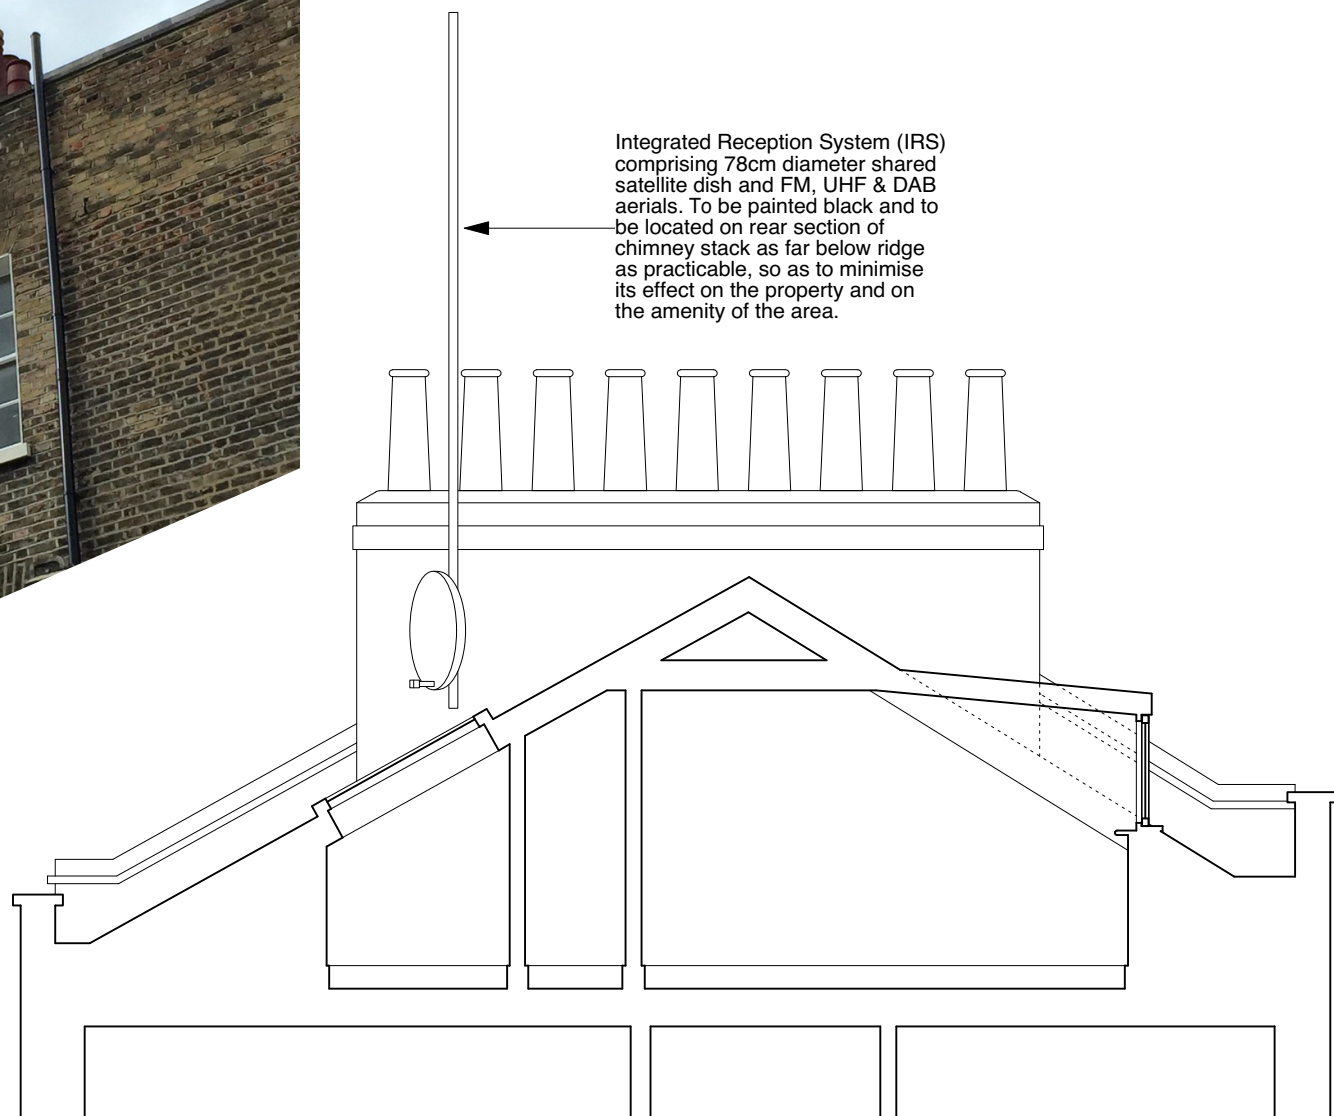 Integrated Reception System (IRS)
comprising 78cm diameter shared
satellite dish and FM, UHF & DAB
aerials. To be painted black and to
be located on rear section of
chimney stack as far below ridge
as practicable, so as to minimise
its effect on the property and on
the amenity of the area.